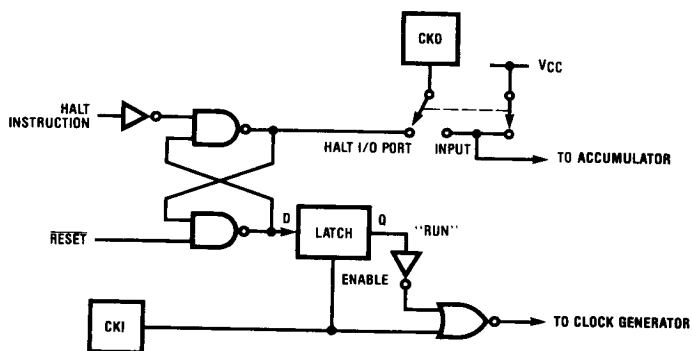 CKO
VCC
HALT
INSTRUCTION
HALT I/O PORT
INPUT
TO ACCUMULATOR
RESET
D
LATCH
Q
"RUN"
ENABLE
CKI
TO CLOCK GENERATOR